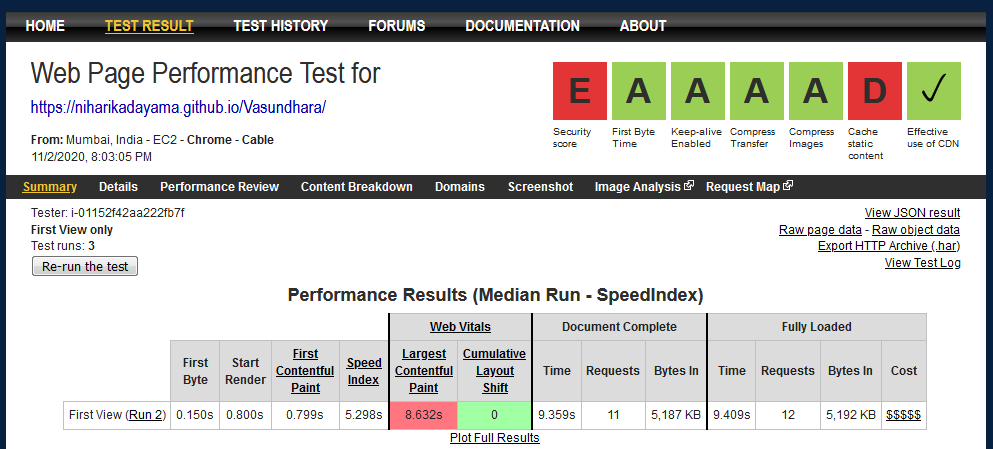 HOME TEST RESULT TEST HISTORY FORUMS DOCUMENTATION ABOUT
Web Page Performance Test for
https://niharikadayama.github.io/Vasundhara/
From: Mumbai, India - EC2 - Chrome - Cable
11/2/2020, 8:03:05 PM
E A A A A D ✓
Security score
First Byte Time
Keep-alive Enabled
Compress Transfer
Compress Images
Cache static content
Effective use of CDN
Summary Details Performance Review Content Breakdown Domains Screenshot Image Analysis Request Map
Tester: i-01152f42aa222fb7f
First View only
Test runs: 3
Re-run the test
View JSON result
Raw page data - Raw object data
Export HTTP Archive (.har)
View Test Log
Performance Results (Median Run - SpeedIndex)
Web Vitals Document Complete Fully Loaded
First Byte Start Render First Contentful Paint Speed Index Largest Contentful Paint Cumulative Layout Shift Time Requests Bytes In Time Requests Bytes In Cost
First View (Run 2) 0.150s 0.800s 0.799s 5.298s 8.632s 0 9.359s 11 5,187 KB 9.409s 12 5,192 KB $$$$$
Plot Full Results